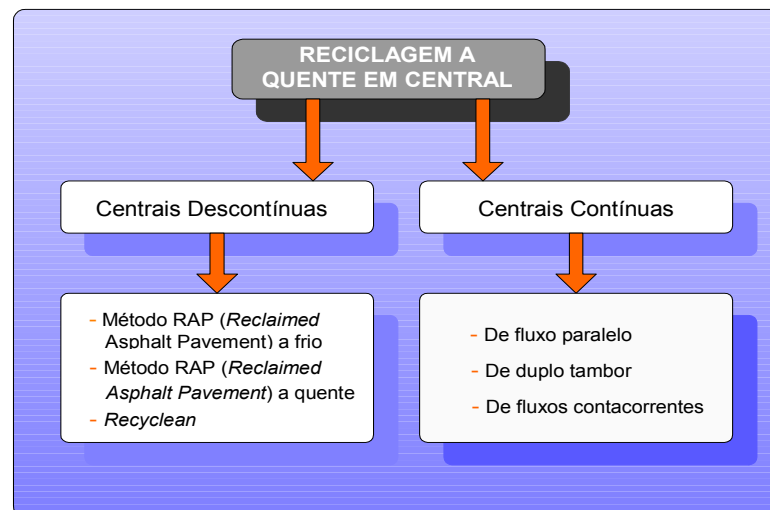 RECICLAGEM A
QUENTE EM CENTRAL
Centrais Descontínuas
Centrais Contínuas
- Método RAP (Reclaimed
Asphalt Pavement) a frio
- Método RAP (Reclaimed
Asphalt Pavement) a quente
- Recyclean
- De fluxo paralelo
- De duplo tambor
- De fluxos contacorrentes